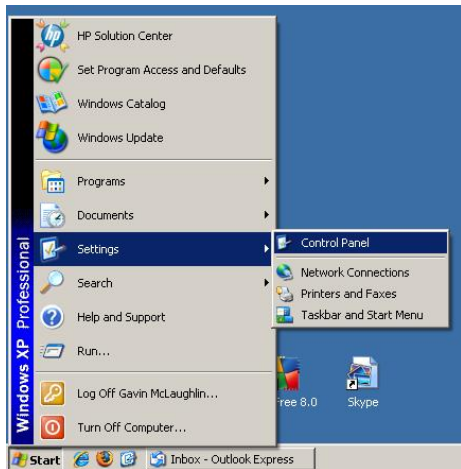 HP Solution Center
Set Program Access and Defaults
Windows Catalog
Windows Update
Programs
Documents
Settings
Control Panel
Search
Network Connections
Printers and Faxes
Help and Support
Taskbar and Start Menu
Run...
Free 8.0
Skype
Log Off Gavin McLaughlin...
Turn Off Computer...
Windows XP Professional
Start
Inbox - Outlook Express